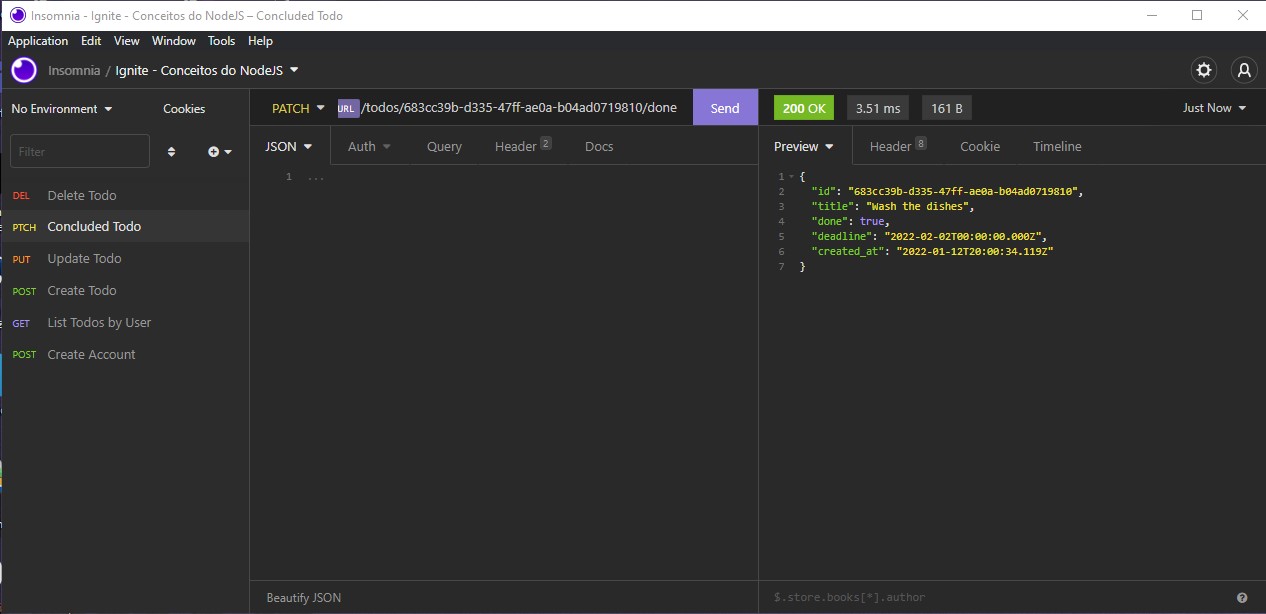 Insomnia - Ignite - Conceitos do NodeJS – Concluded Todo
Application Edit View Window Tools Help
Insomnia / Ignite - Conceitos do NodeJS
No Environment Cookies
Filter
DEL Delete Todo
PTCH Concluded Todo
PUT Update Todo
POST Create Todo
GET List Todos by User
POST Create Account
PATCH URL /todos/683cc39b-d335-47ff-ae0a-b04ad0719810/done Send
JSON Auth Query Header 2 Docs
1 ...
Beautify JSON
200 OK 3.51 ms 161 B Just Now
Preview Header 8 Cookie Timeline
1 {
2 "id": "683cc39b-d335-47ff-ae0a-b04ad0719810",
3 "title": "Wash the dishes",
4 "done": true,
5 "deadline": "2022-02-02T00:00:00.000Z",
6 "created_at": "2022-01-12T20:00:34.119Z"
7 }
$.store.books[*].author